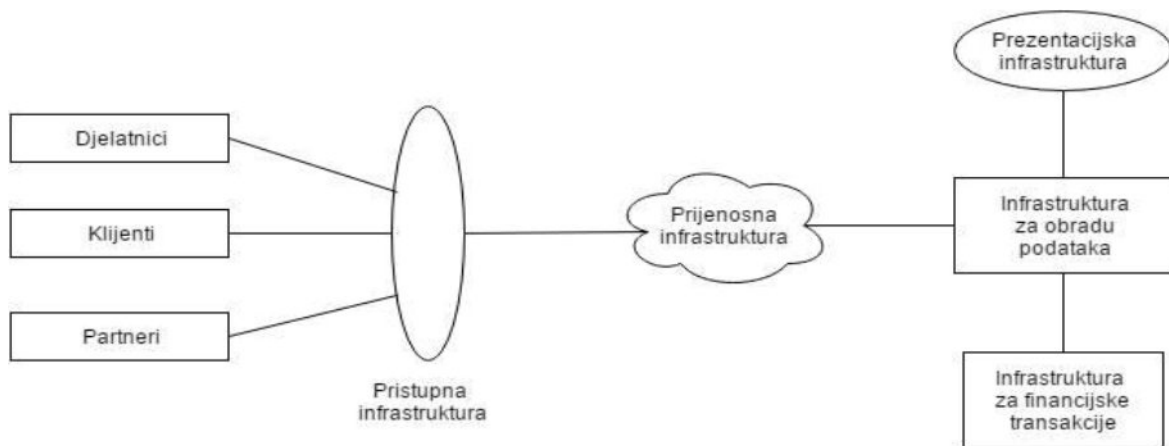 Djelatnici
Klijenti
Partneri
Pristupna
infrastruktura
Prijenosna
infrastruktura
Prezentacijska
infrastruktura
Infrastruktura
za obradu
podataka
Infrastruktura
za financijske
transakcije